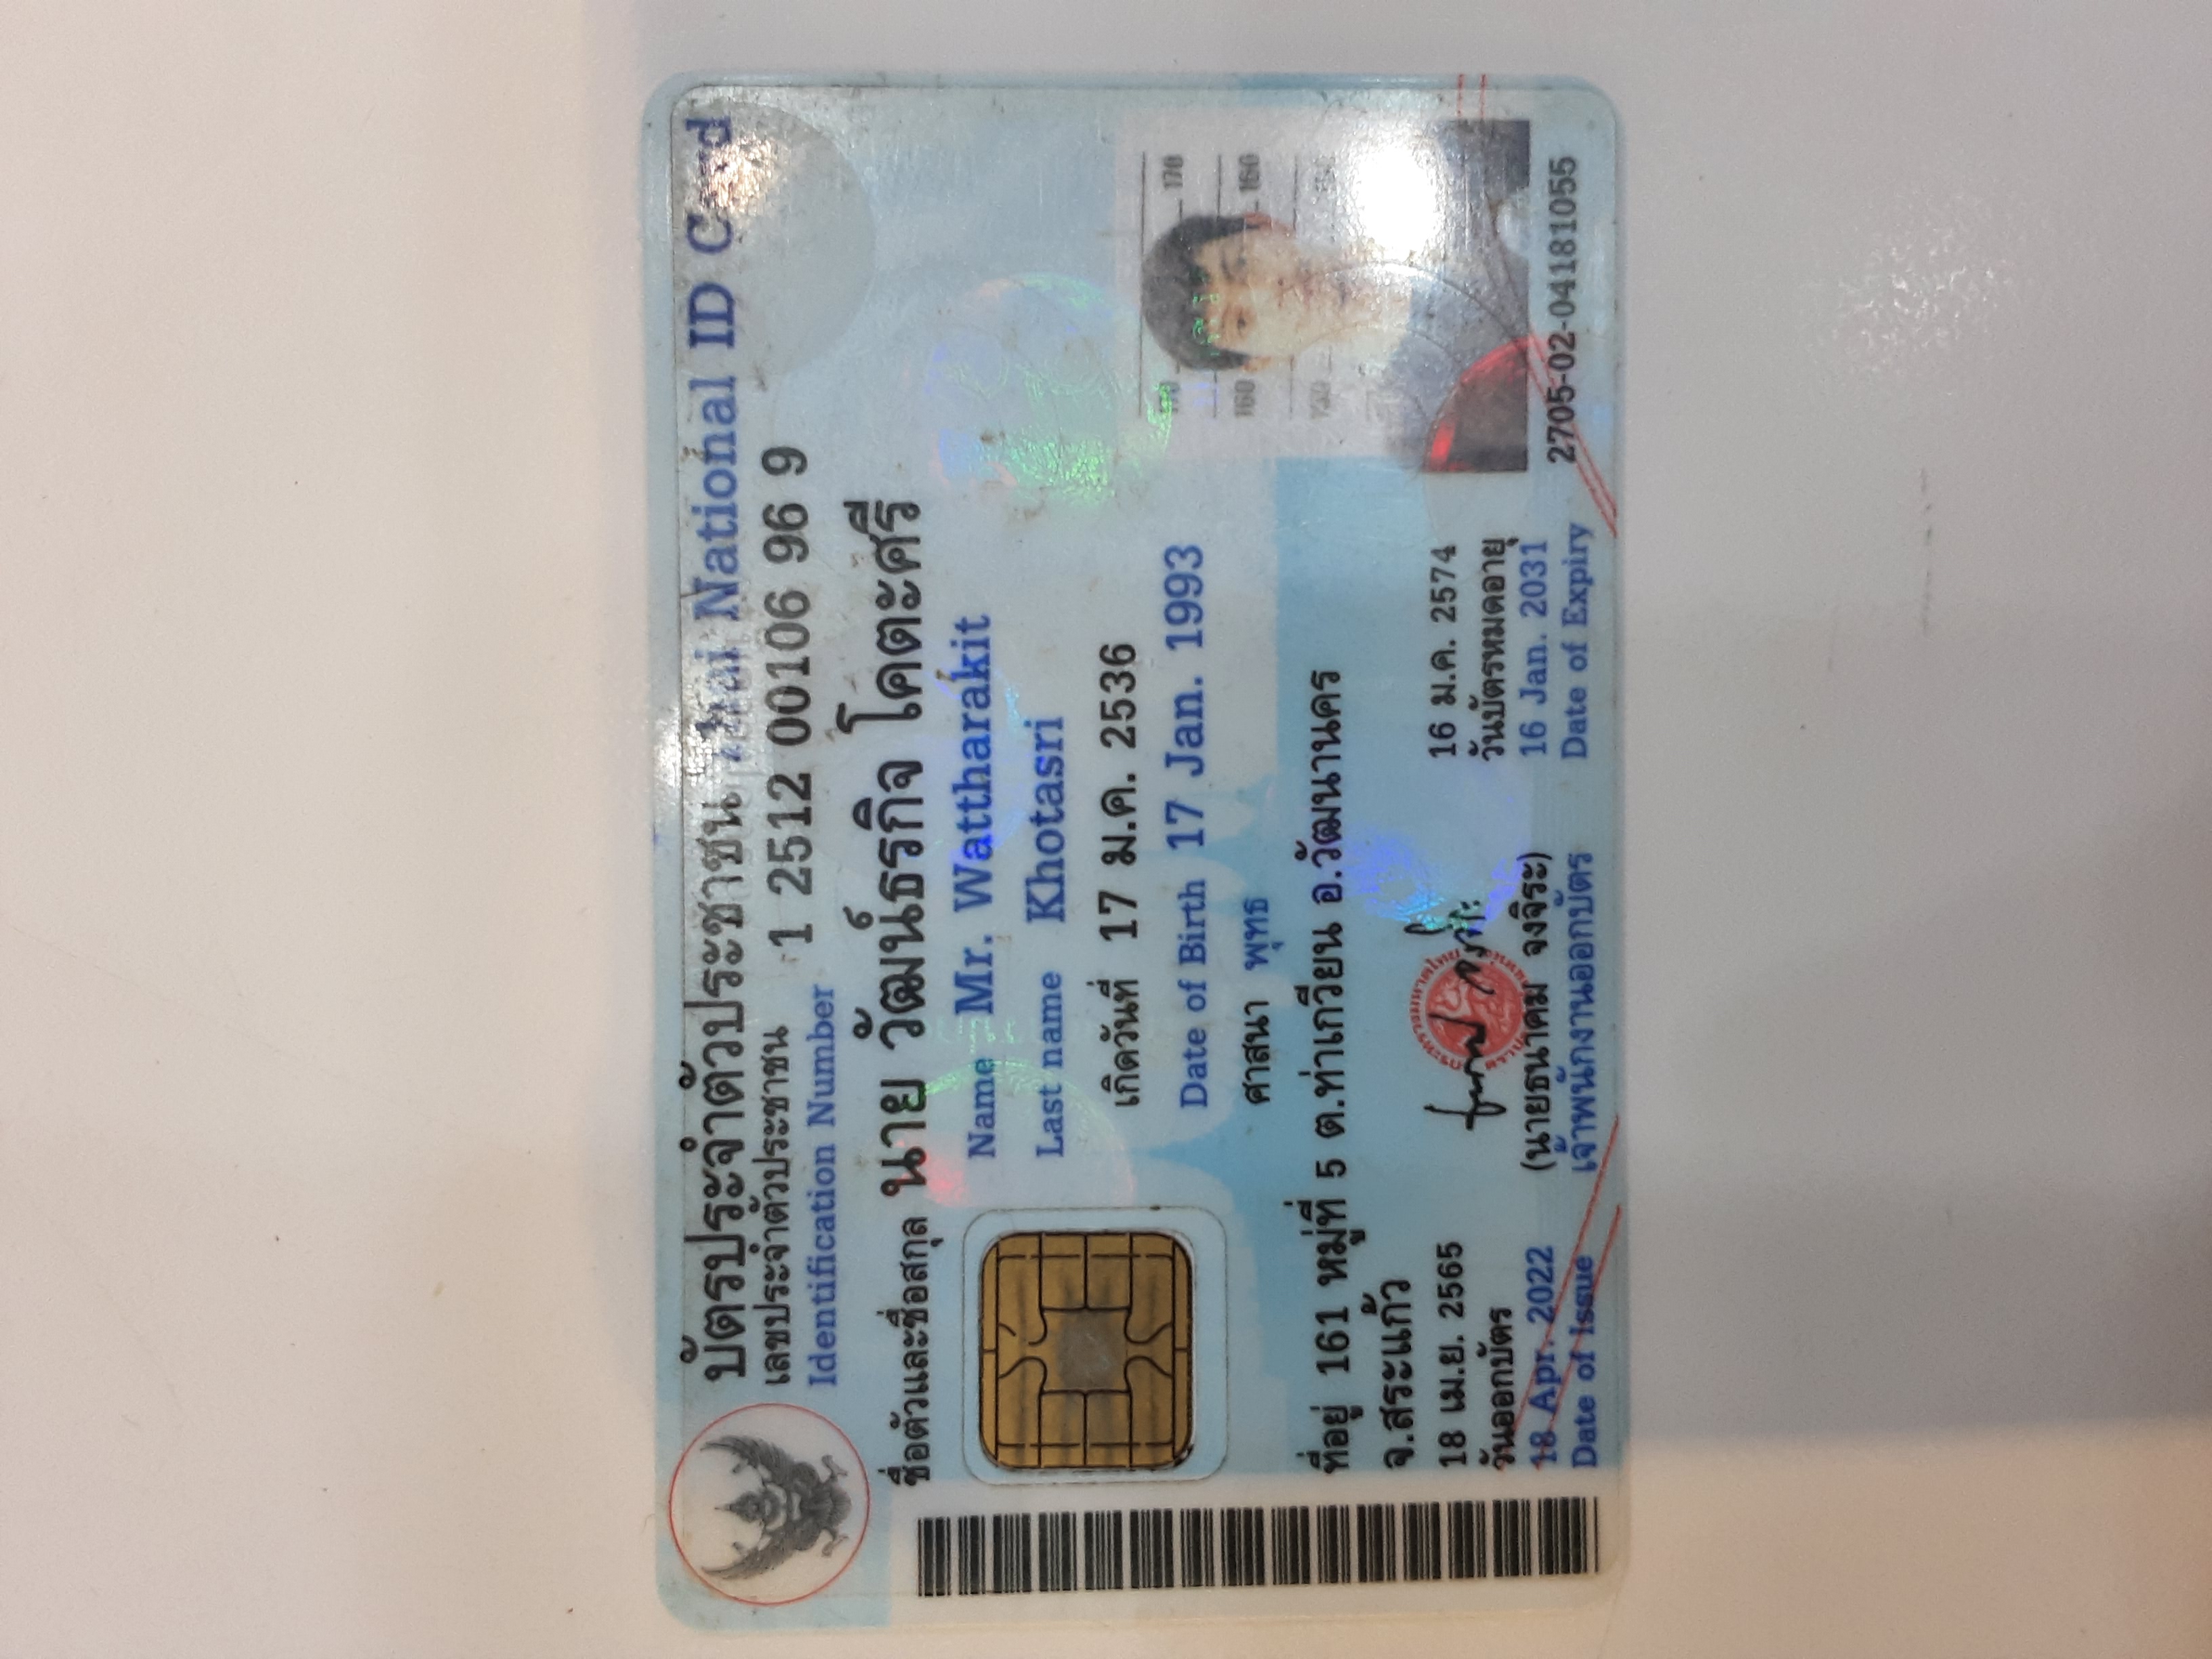 บัตรประจำตัวประชาชน Thai National ID Card
เลขประจำตัวประชาชน 1 2512 00106 96 9
Identification Number
ชื่อตัวและชื่อสกุล นาย วัฒน์ธรกิจ โคตะศรี
Name Mr. Wattharakit
Last name Khotasri
เกิดวันที่ 17 ม.ค. 2536
Date of Birth 17 Jan. 1993
ศาสนา พุทธ
ที่อยู่ 161 หมู่ที่ 5 ต.ท่าเกวียน อ.วัฒนานคร
จ.สระแก้ว
18 เม.ย. 2565
วันออกบัตร
18 Apr. 2022
Date of Issue
(นายธนาคม จงจิระ)
เจ้าพนักงานออกบัตร
16 ม.ค. 2574
วันบัตรหมดอายุ
16 Jan. 2031
Date of Expiry
170 170
160 160
150
2705-02-04181055